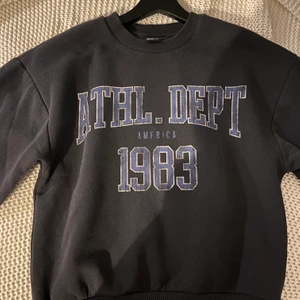 ATHL. DEPT
AMERICA
1983